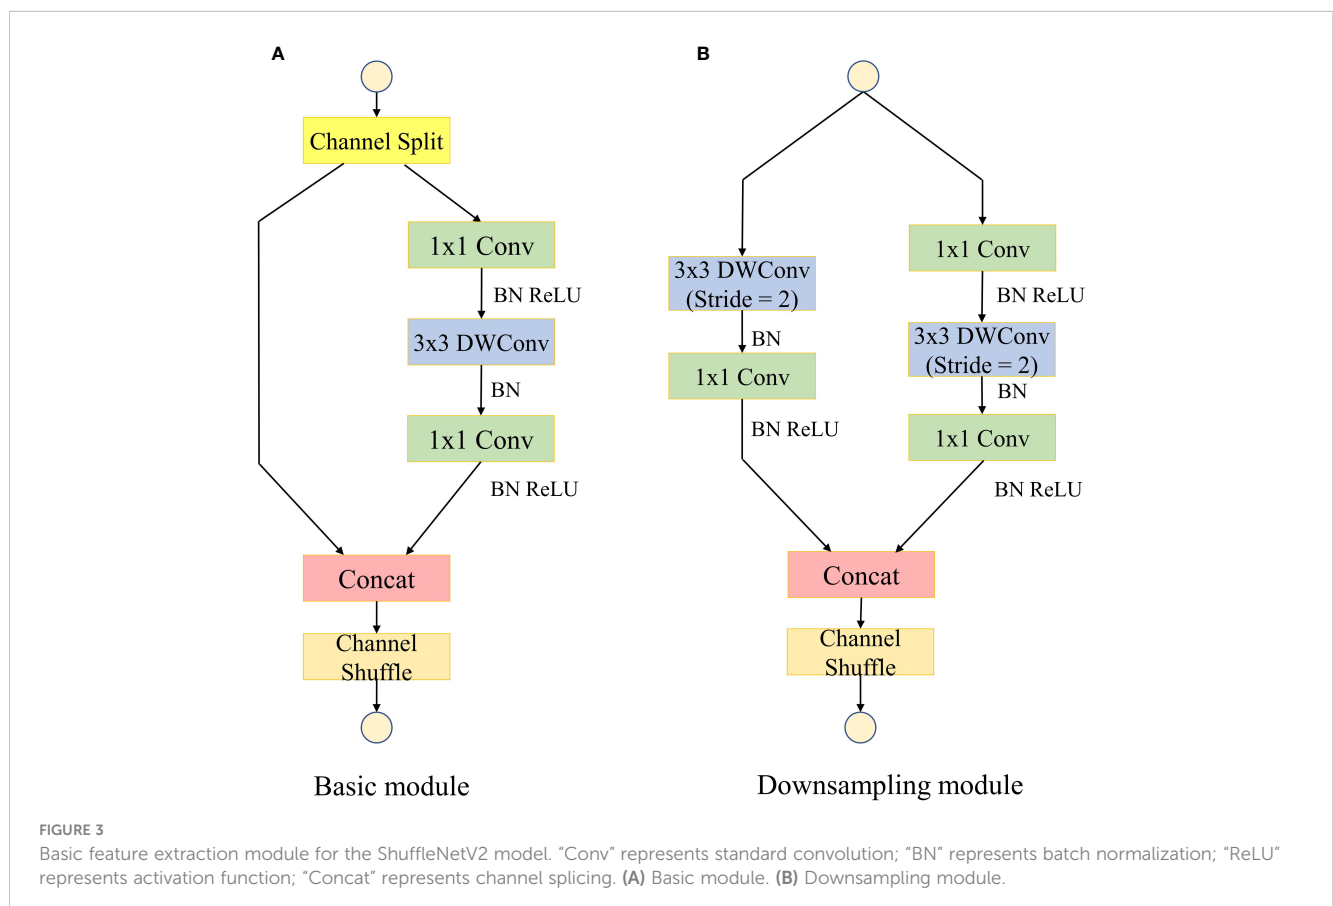 A
Channel Split
1x1 Conv
BN ReLU
3x3 DWConv
BN
1x1 Conv
BN ReLU
Concat
Channel
Shuffle
Basic module
B
3x3 DWConv
(Stride = 2)
BN
1x1 Conv
BN ReLU
1x1 Conv
BN ReLU
3x3 DWConv
(Stride = 2)
BN
1x1 Conv
BN ReLU
Concat
Channel
Shuffle
Downsampling module
FIGURE 3
Basic feature extraction module for the ShuffleNetV2 model. “Conv” represents standard convolution; “BN” represents batch normalization; “ReLU”
represents activation function; “Concat” represents channel splicing. (A) Basic module. (B) Downsampling module.